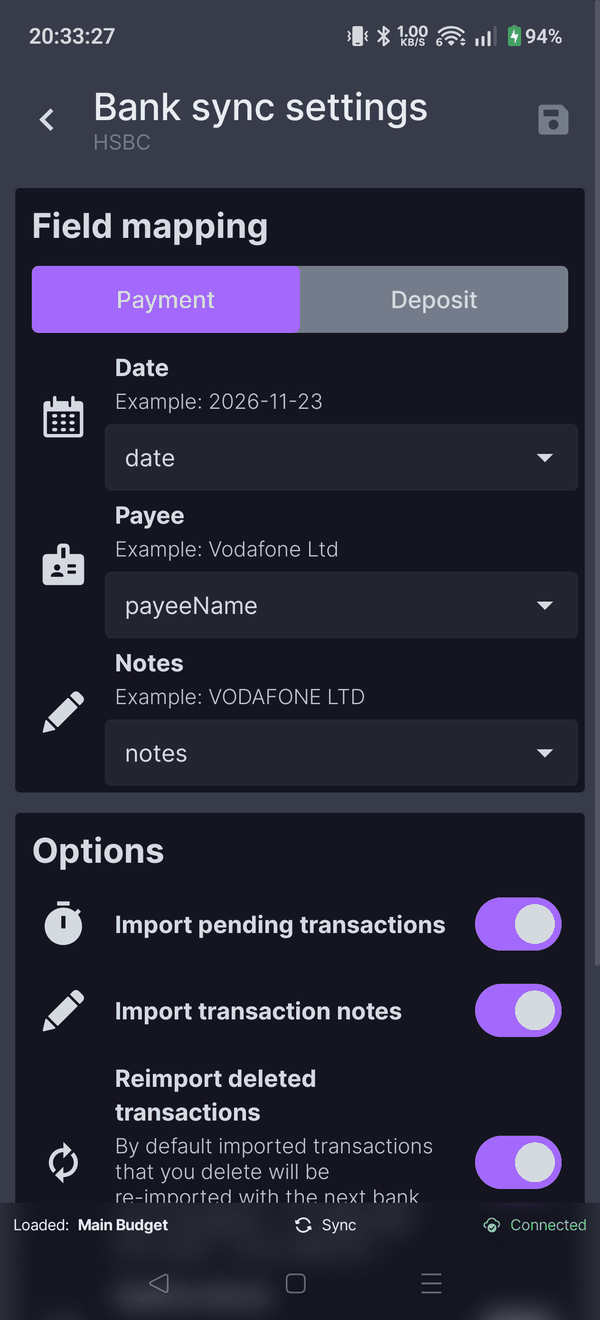 20:33:27
1.00
KB/S
6
94%
Bank sync settings
HSBC
Field mapping
Payment
Deposit
Date
Example: 2026-11-23
date
Payee
Example: Vodafone Ltd
payeeName
Notes
Example: VODAFONE LTD
notes
Options
Import pending transactions
Import transaction notes
Reimport deleted
transactions
By default imported transactions
that you delete will be
re-imported with the next bank
Loaded: Main Budget
Sync
Connected